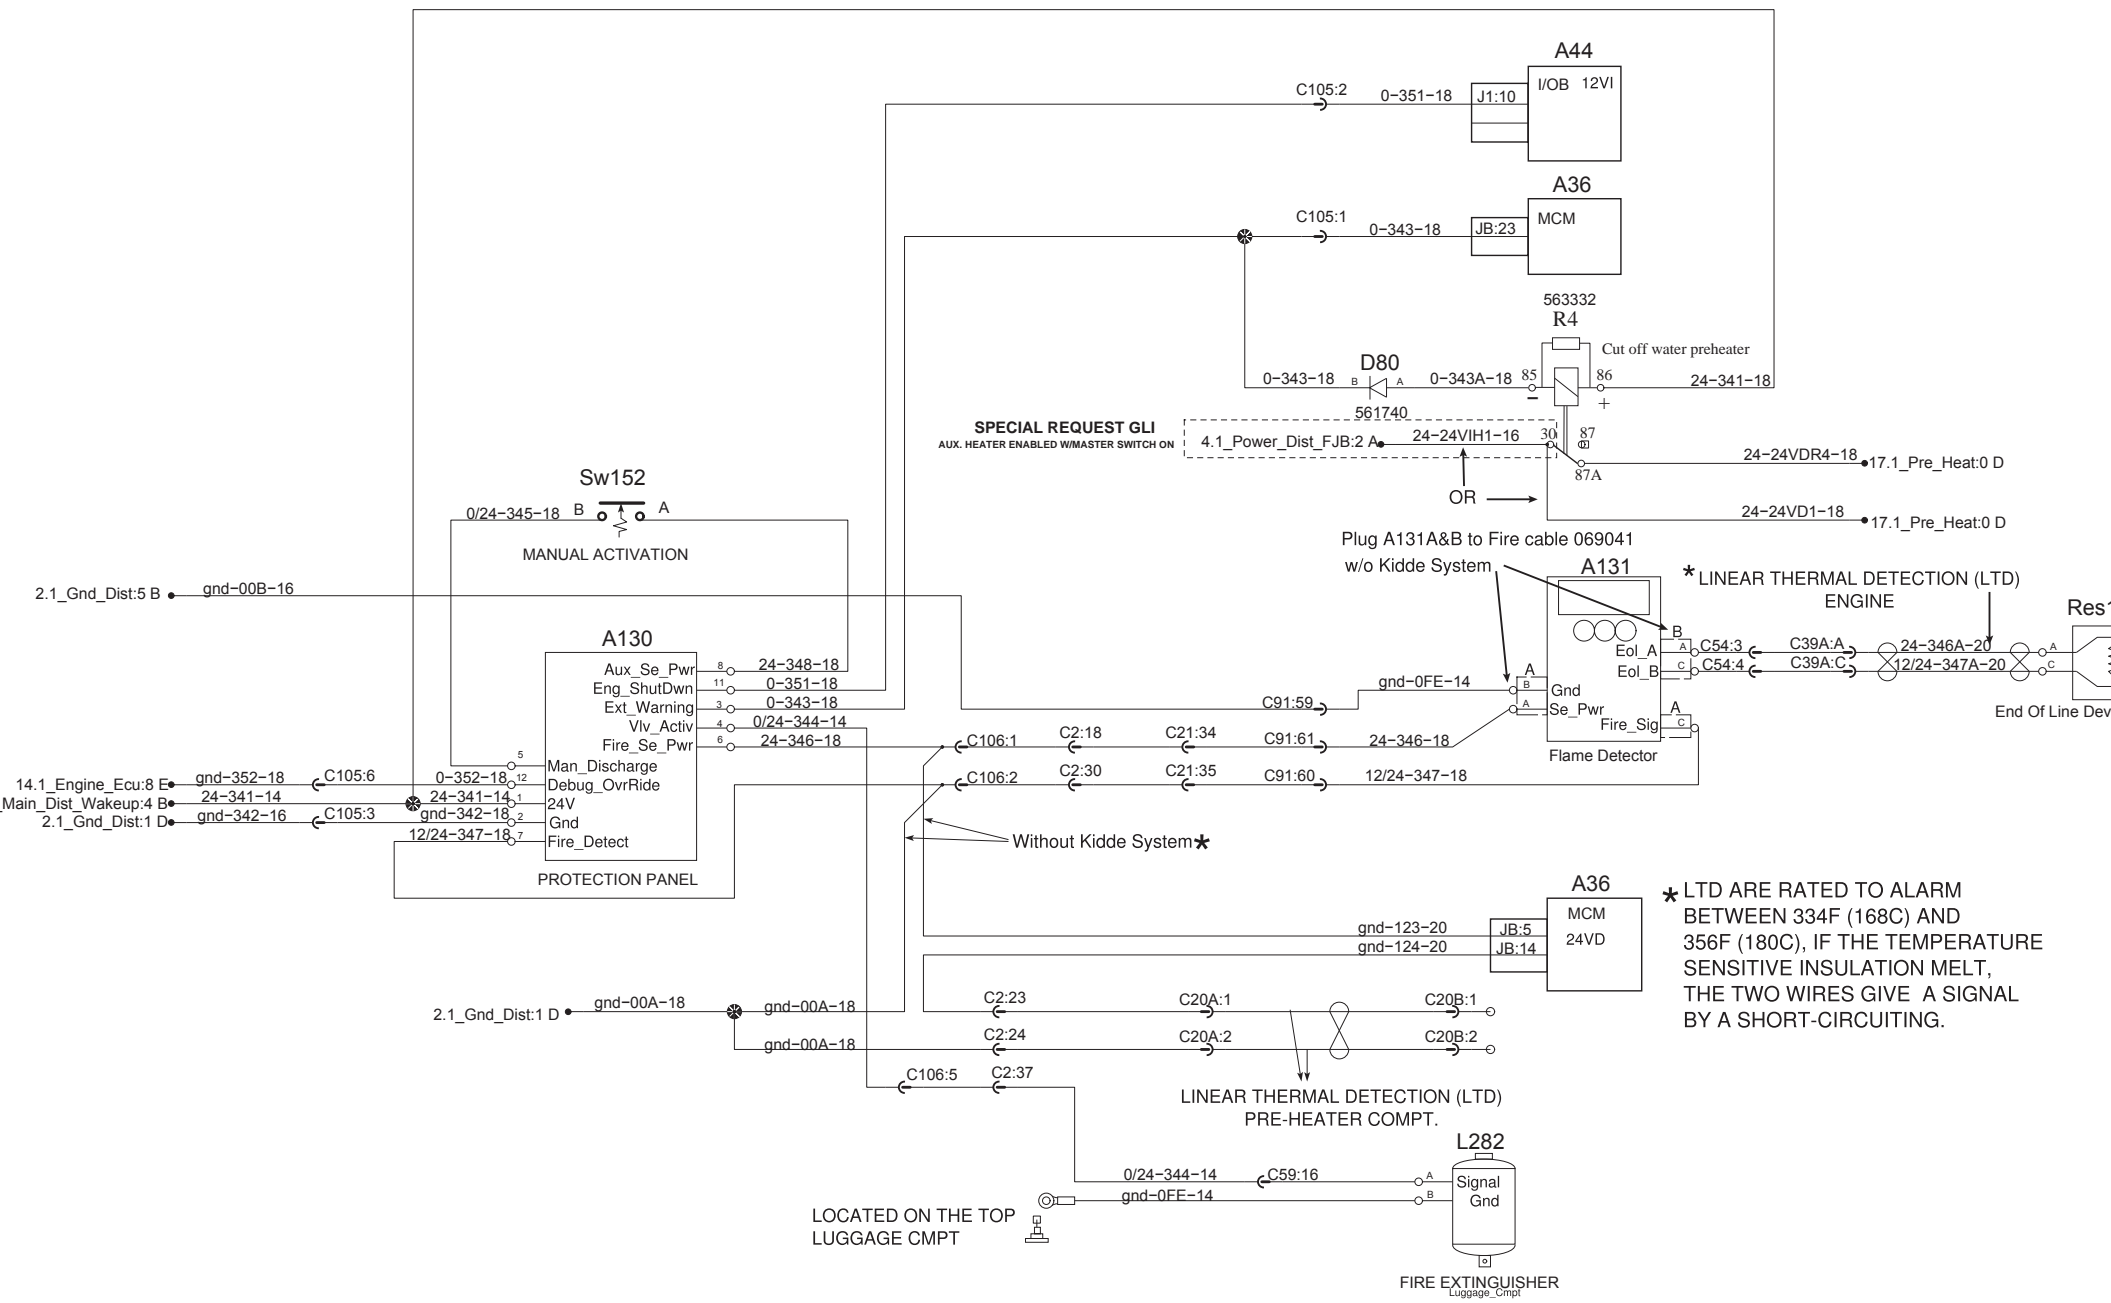 A44
I/OB 12VI
C105:2
0−351−18
J1:10
A36
MCM
C105:1
0−343−18
JB:23
563332
R4
Cut off water preheater
D80
0−343−18
B
A
0−343A−18
85
86
24−341−18
−
+
561740
SPECIAL REQUEST GLI
AUX. HEATER ENABLED W/MASTER SWITCH ON
4.1_Power_Dist_FJB:2 A
24−24VIH1−16
30
87
87A
24−24VDR4−18
17.1_Pre_Heat:0 D
OR
24−24VD1−18
17.1_Pre_Heat:0 D
Sw152
0/24−345−18
B
A
MANUAL ACTIVATION
Plug A131A&B to Fire cable 069041
w/o Kidde System
A131
* LINEAR THERMAL DETECTION (LTD)
ENGINE
2.1_Gnd_Dist:5 B
gnd−00B−16
Res1
A130
B
Eol_A
A
C54:3
C39A:A
24−346A−20
A
Eol_B
C
C54:4
C39A:C
12/24−347A−20
C
Aux_Se_Pwr
8
24−348−18
Eng_ShutDwn
11
0−351−18
Ext_Warning
3
0−343−18
Vlv_Activ
4
0/24−344−14
Fire_Se_Pwr
6
24−346−18
gnd−0FE−14
A
B
Gnd
C91:59
A
Se_Pwr
A
Fire_Sig
C
End Of Line Dev
C106:1
C2:18
C21:34
C91:61
24−346−18
Flame Detector
5
Man_Discharge
14.1_Engine_Ecu:8 E
gnd−352−18
C105:6
0−352−18
12
Debug_OvrRide
C106:2
C2:30
C21:35
C91:60
12/24−347−18
_Main_Dist_Wakeup:4 B
24−341−14
24−341−14
1
24V
2.1_Gnd_Dist:1 D
gnd−342−16
C105:3
gnd−342−18
2
Gnd
12/24−347−18
7
Fire_Detect
PROTECTION PANEL
Without Kidde System*
A36
MCM
24VD
gnd−123−20
JB:5
gnd−124−20
JB:14
* LTD ARE RATED TO ALARM
BETWEEN 334F (168C) AND
356F (180C), IF THE TEMPERATURE
SENSITIVE INSULATION MELT,
THE TWO WIRES GIVE A SIGNAL
BY A SHORT-CIRCUITING.
2.1_Gnd_Dist:1 D
gnd−00A−18
gnd−00A−18
C2:23
C20A:1
C20B:1
gnd−00A−18
C2:24
C20A:2
C20B:2
C106:5
C2:37
LINEAR THERMAL DETECTION (LTD)
PRE-HEATER COMPT.
L282
0/24−344−14
C59:16
A
Signal
gnd−0FE−14
B
Gnd
LOCATED ON THE TOP
LUGGAGE CMPT
FIRE EXTINGUISHER
Luggage_Cmpt